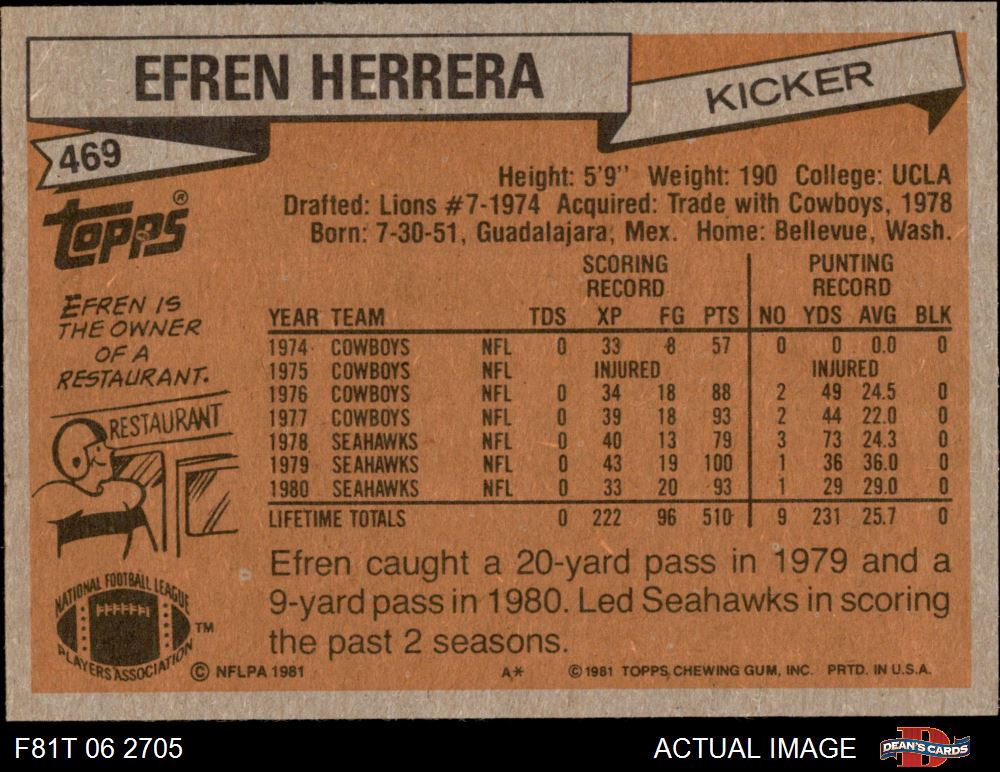 EFREN HERRERA
KICKER
469
Topps®
Height: 5'9" Weight: 190 College: UCLA
Drafted: Lions #7-1974 Acquired: Trade with Cowboys, 1978
Born: 7-30-51, Guadalajara, Mex. Home: Bellevue, Wash.
SCORING RECORD PUNTING RECORD
YEAR TEAM TDS XP FG PTS NO YDS AVG BLK
1974 COWBOYS NFL 0 33 8 57 0 0 0.0 0
1975 COWBOYS NFL INJURED INJURED
1976 COWBOYS NFL 0 34 18 88 2 49 24.5 0
1977 COWBOYS NFL 0 39 18 93 2 44 22.0 0
1978 SEAHAWKS NFL 0 40 13 79 3 73 24.3 0
1979 SEAHAWKS NFL 0 43 19 100 1 36 36.0 0
1980 SEAHAWKS NFL 0 33 20 93 1 29 29.0 0
LIFETIME TOTALS 0 222 96 510 9 231 25.7 0
EFREN IS
THE OWNER
OF A
RESTAURANT.
RESTAURANT
Efren caught a 20-yard pass in 1979 and a
9-yard pass in 1980. Led Seahawks in scoring
the past 2 seasons.
NATIONAL FOOTBALL LEAGUE
PLAYERS ASSOCIATION
TM
© NFLPA 1981 A* © 1981 TOPPS CHEWING GUM, INC. PRTD. IN U.S.A.
F81T 06 2705 ACTUAL IMAGE DEAN'S CARDS